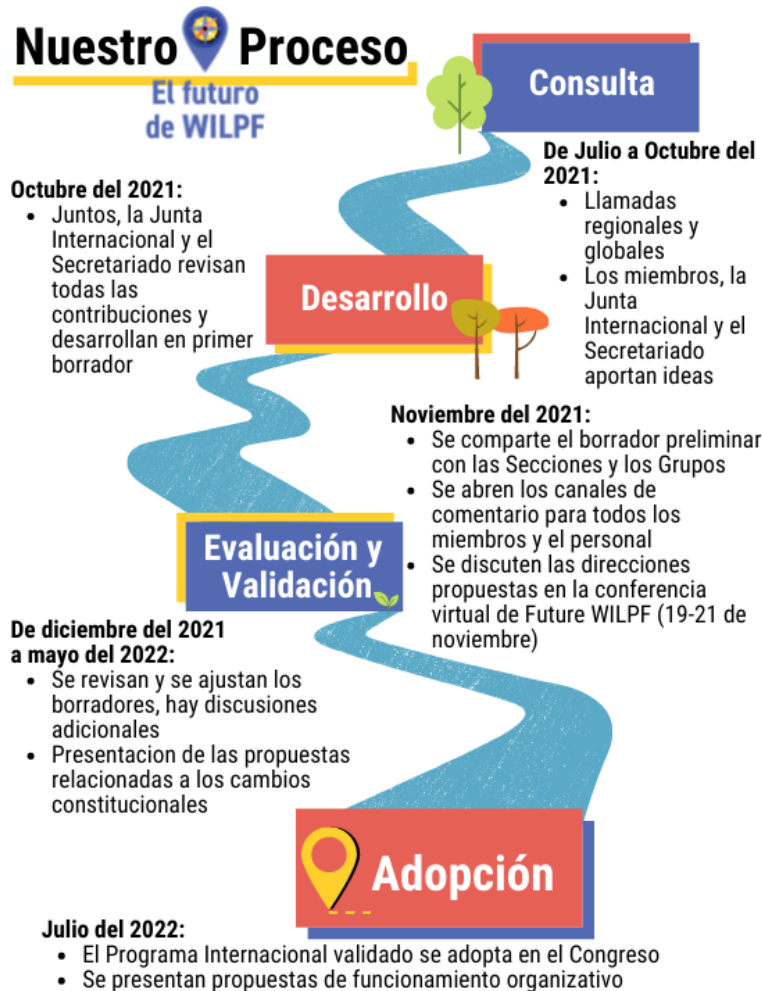 Nuestro Proceso
El futuro
de WILPF
Consulta
De Julio a Octubre del
2021:
• Llamadas
regionales y
globales
• Los miembros, la
Junta
Internacional y el
Secretariado
aportan ideas
Octubre del 2021:
• Juntos, la Junta
Internacional y el
Secretariado revisan
todas las
contribuciones y
desarrollan en primer
borrador
Desarrollo
Noviembre del 2021:
• Se comparte el borrador preliminar
con las Secciones y los Grupos
• Se abren los canales de
comentario para todos los
miembros y el personal
• Se discuten las direcciones
propuestas en la conferencia
virtual de Future WILPF (19-21 de
noviembre)
Evaluación y
Validación
De diciembre del 2021
a mayo del 2022:
• Se revisan y se ajustan los
borradores, hay discusiones
adicionales
• Presentacion de las propuestas
relacionadas a los cambios
constitucionales
Adopción
Julio del 2022:
• El Programa Internacional validado se adopta en el Congreso
• Se presentan propuestas de funcionamiento organizativo